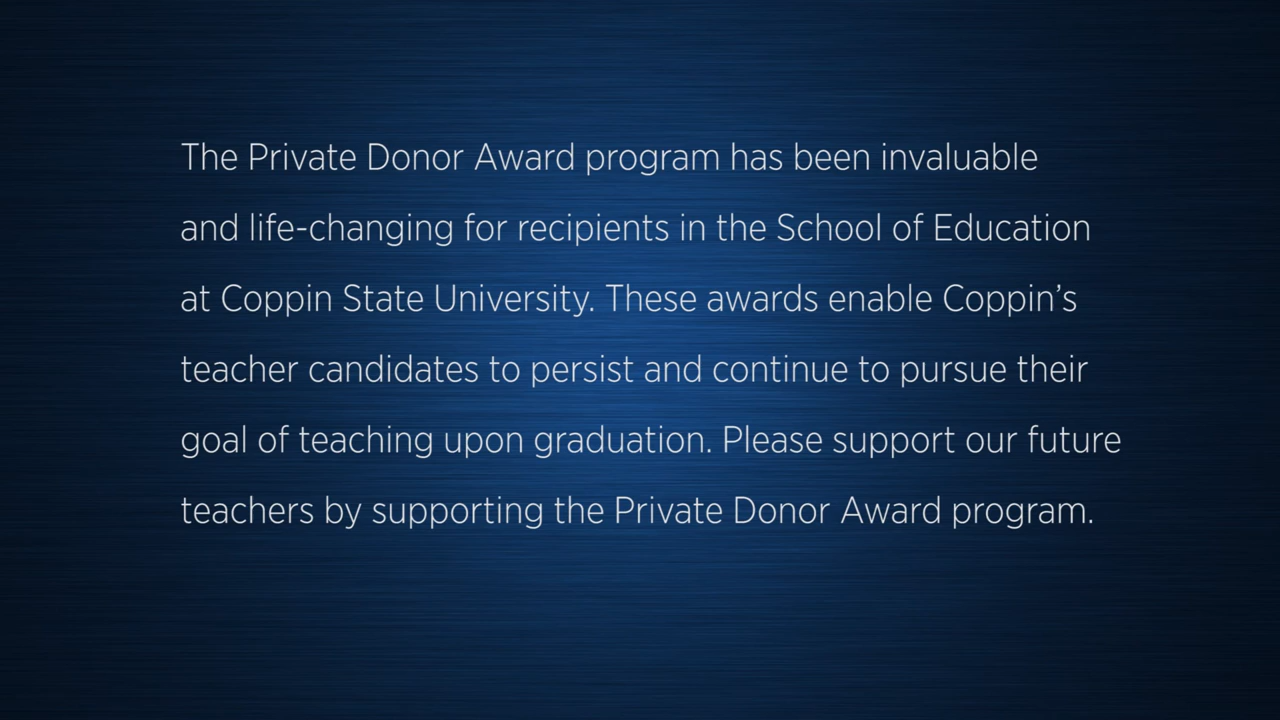 The Private Donor Award program has been invaluable
and life-changing for recipients in the School of Education
at Coppin State University. These awards enable Coppin’s
teacher candidates to persist and continue to pursue their
goal of teaching upon graduation. Please support our future
teachers by supporting the Private Donor Award program.